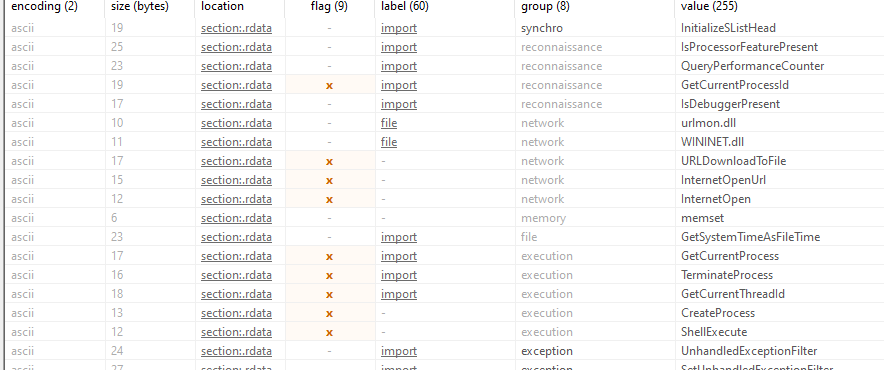 encoding (2) size (bytes) location flag (9) label (60) group (8) value (255)
ascii 19 section:.rdata - import synchro InitializeSListHead
ascii 25 section:.rdata - import reconnaissance IsProcessorFeaturePresent
ascii 23 section:.rdata - import reconnaissance QueryPerformanceCounter
ascii 19 section:.rdata x import reconnaissance GetCurrentProcessId
ascii 17 section:.rdata - import reconnaissance IsDebuggerPresent
ascii 10 section:.rdata - file network urlmon.dll
ascii 11 section:.rdata - file network WININET.dll
ascii 17 section:.rdata x - network URLDownloadToFile
ascii 15 section:.rdata x - network InternetOpenUrl
ascii 12 section:.rdata x - network InternetOpen
ascii 6 section:.rdata - - memory memset
ascii 23 section:.rdata - import file GetSystemTimeAsFileTime
ascii 17 section:.rdata x import execution GetCurrentProcess
ascii 16 section:.rdata x import execution TerminateProcess
ascii 18 section:.rdata x import execution GetCurrentThreadId
ascii 13 section:.rdata x - execution CreateProcess
ascii 12 section:.rdata x - execution ShellExecute
ascii 24 section:.rdata - import exception UnhandledExceptionFilter
ascii 27 section:.rdata - import exception SetUnhandledExceptionFilter